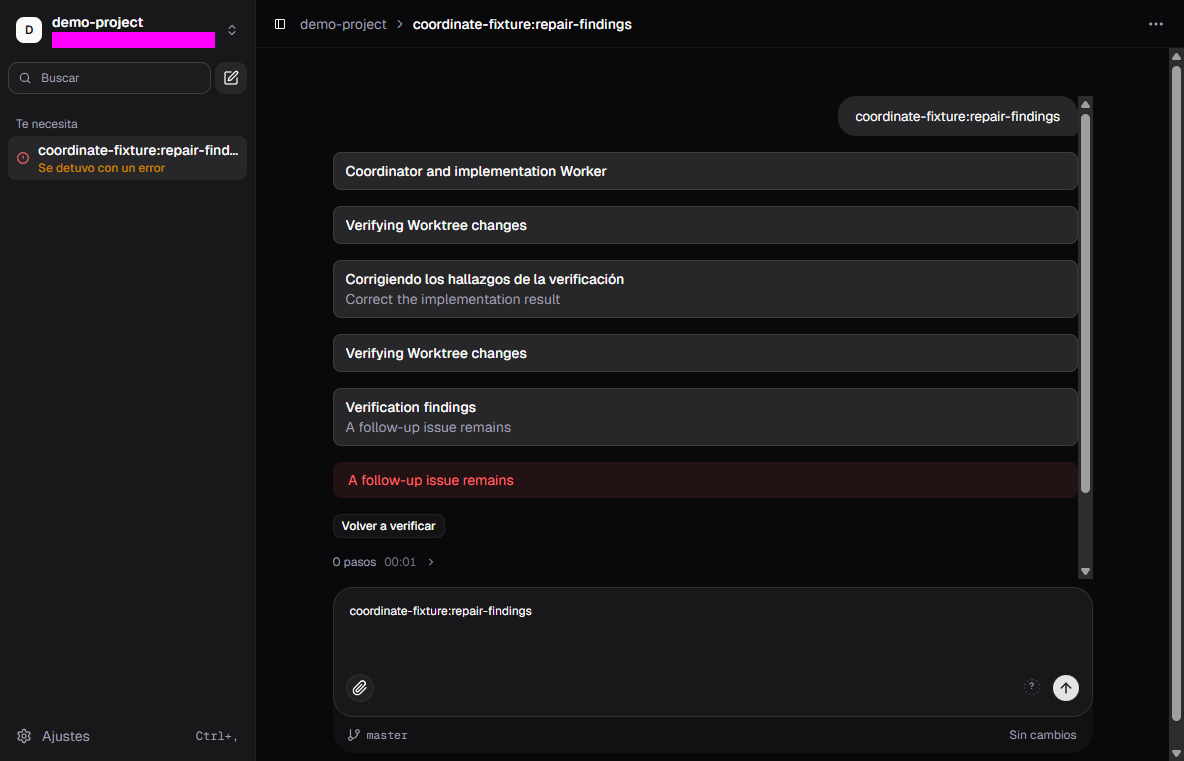 D
demo-project
Buscar
Te necesita
coordinate-fixture:repair-find...
Se detuvo con un error
Ajustes
Ctrl+,
demo-project > coordinate-fixture:repair-findings
coordinate-fixture:repair-findings
Coordinator and implementation Worker
Verifying Worktree changes
Corrigiendo los hallazgos de la verificación
Correct the implementation result
Verifying Worktree changes
Verification findings
A follow-up issue remains
A follow-up issue remains
Volver a verificar
0 pasos 00:01
coordinate-fixture:repair-findings
?
master
Sin cambios